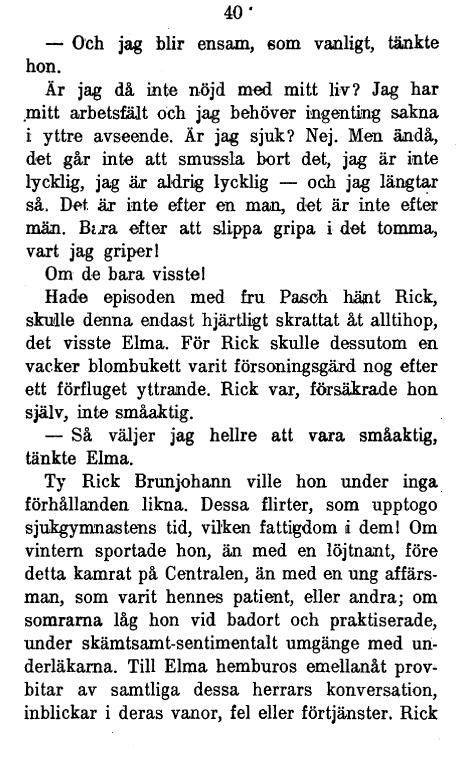 40
— Och jag blir ensam, som vanligt, tänkte
hon.
Är jag då inte nöjd med mitt liv? Jag har
mitt arbetsfält och jag behöver ingenting sakna
i yttre avseende. Är jag sjuk? Nej. Men ändå,
det går inte att smussla bort det, jag är inte
lycklig, jag är aldrig lycklig — och jag längtar
så. Det är inte efter en man, det är inte efter
män. Bara efter att slippa gripa i det tomma,
vart jag griper!
Om de bara visste!
Hade episoden med fru Pasch hänt Rick,
skulle denna endast hjärtligt skrattat åt alltihop,
det visste Elma. För Rick skulle dessutom en
vacker blombukett varit försoningsgärd nog efter
ett förfluget yttrande. Rick var, försäkrade hon
själv, inte småaktig.
— Så väljer jag hellre att vara småaktig,
tänkte Elma.
Ty Rick Brunjohann ville hon under inga
förhållanden likna. Dessa flirter, som upptogo
sjukgymnastens tid, vilken fattigdom i dem! Om
vintern sportade hon, än med en löjtnant, före
detta kamrat på Centralen, än med en ung affärs-
man, som varit hennes patient, eller andra; om
somrarna låg hon vid badort och praktiserade,
under skämtsamt-sentimentalt umgänge med un-
derläkarna. Till Elma hemburos emellanåt prov-
bitar av samtliga dessa herrars konversation,
inblickar i deras vanor, fel eller förtjänster. Rick